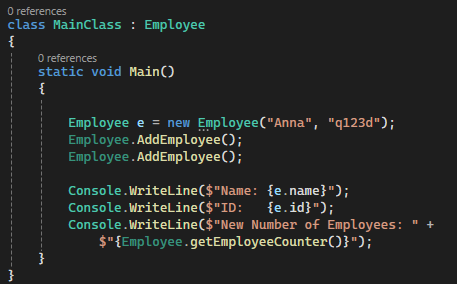 0 references
class MainClass : Employee
{
0 references
static void Main()
{
Employee e = new Employee("Anna", "q123d");
Employee.AddEmployee();
Employee.AddEmployee();
Console.WriteLine($"Name: {e.name}");
Console.WriteLine($"ID:   {e.id}");
Console.WriteLine($"New Number of Employees: " +
$"{Employee.getEmployeeCounter()}");
}
}